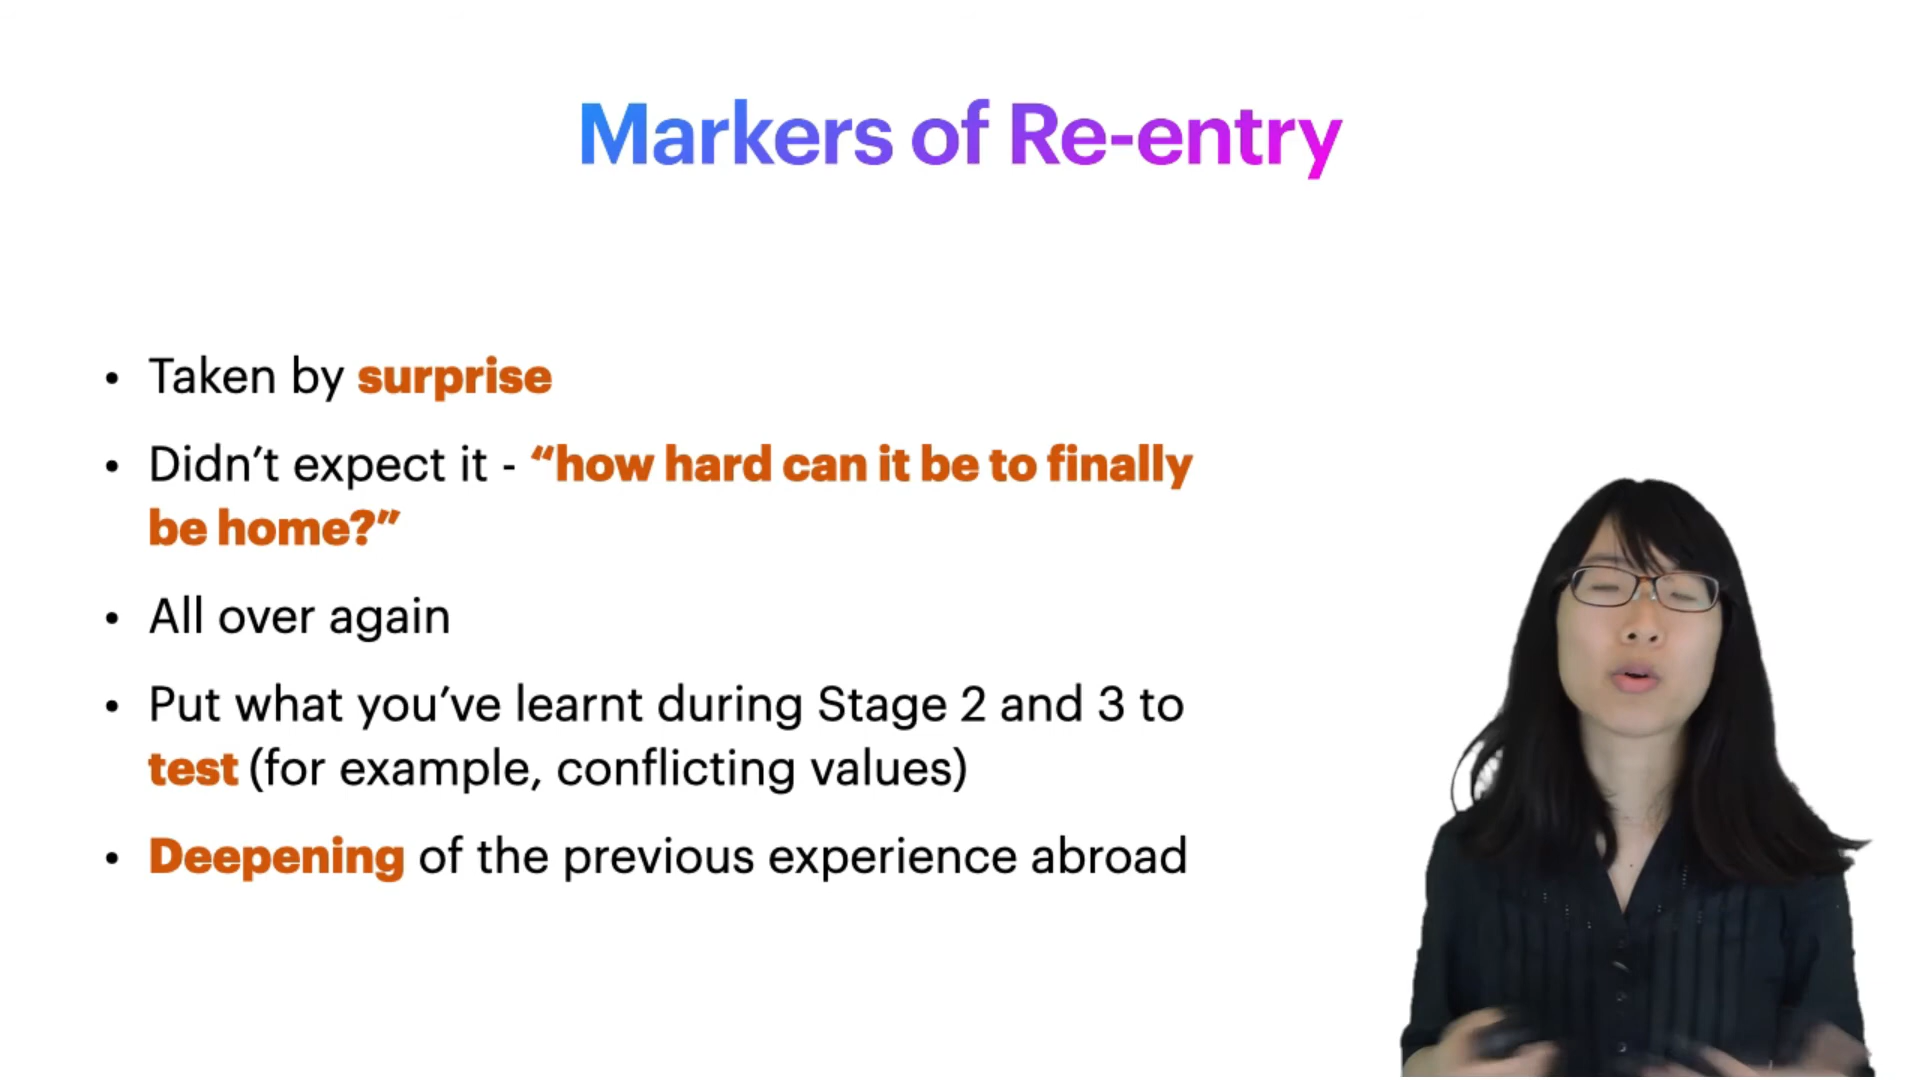 Markers of Re-entry
• Taken by surprise
• Didn’t expect it - “how hard can it be to finally
be home?”
• All over again
• Put what you’ve learnt during Stage 2 and 3 to
test (for example, conflicting values)
• Deepening of the previous experience abroad